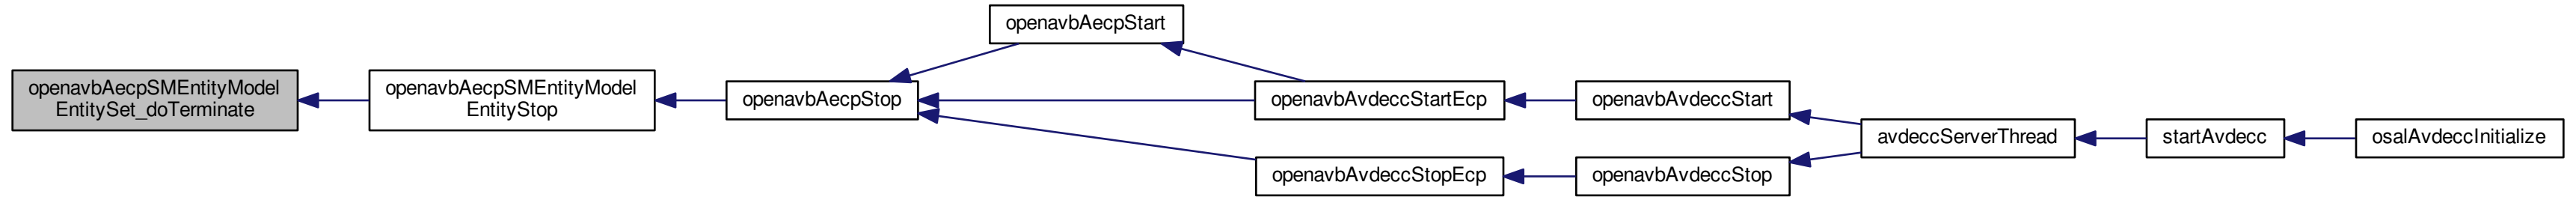 openavbAecpSMEntityModel
EntitySet_doTerminate
openavbAecpSMEntityModel
EntityStop
openavbAecpStop
openavbAecpStart
openavbAvdeccStartEcp
openavbAvdeccStopEcp
openavbAvdeccStart
openavbAvdeccStop
avdeccServerThread
startAvdecc
osalAvdeccInitialize